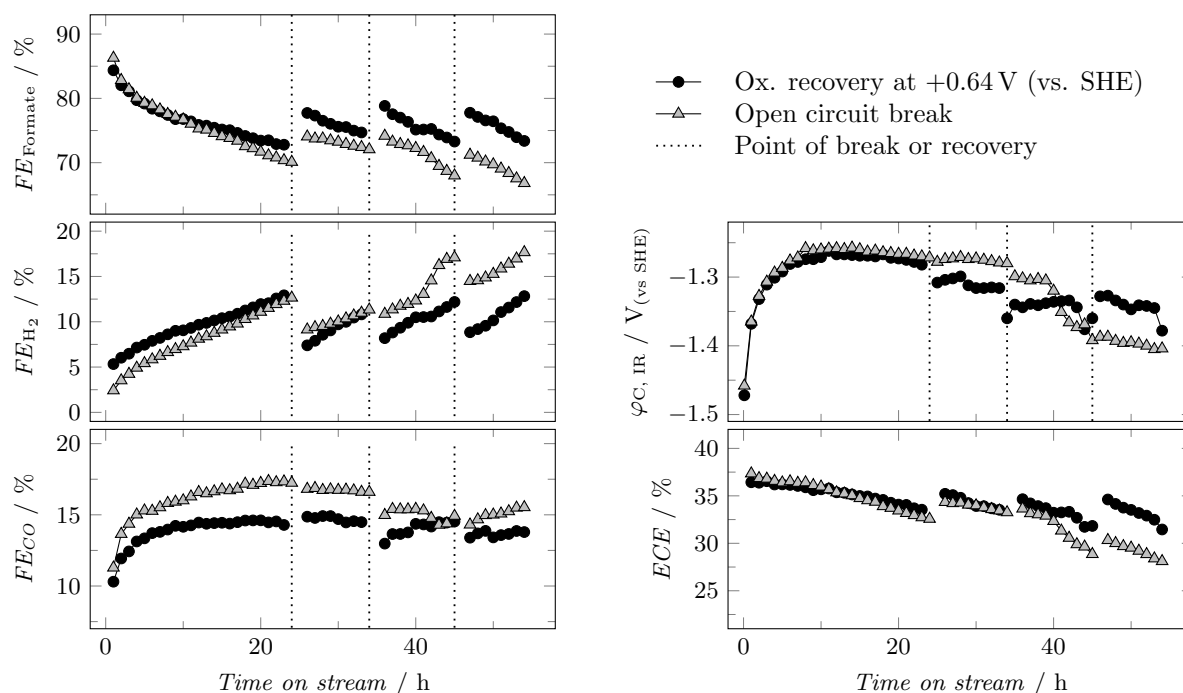 90
80
70
FE_Formate / %
20
15
10
5
0
FE_H2 / %
20
15
10
FE_CO / %
0
20
40
Time on stream / h
Ox. recovery at +0.64 V (vs. SHE)
Open circuit break
Point of break or recovery
−1.3
−1.4
−1.5
φ_C, IR / V_(vs SHE)
35
30
25
ECE / %
0
20
40
Time on stream / h